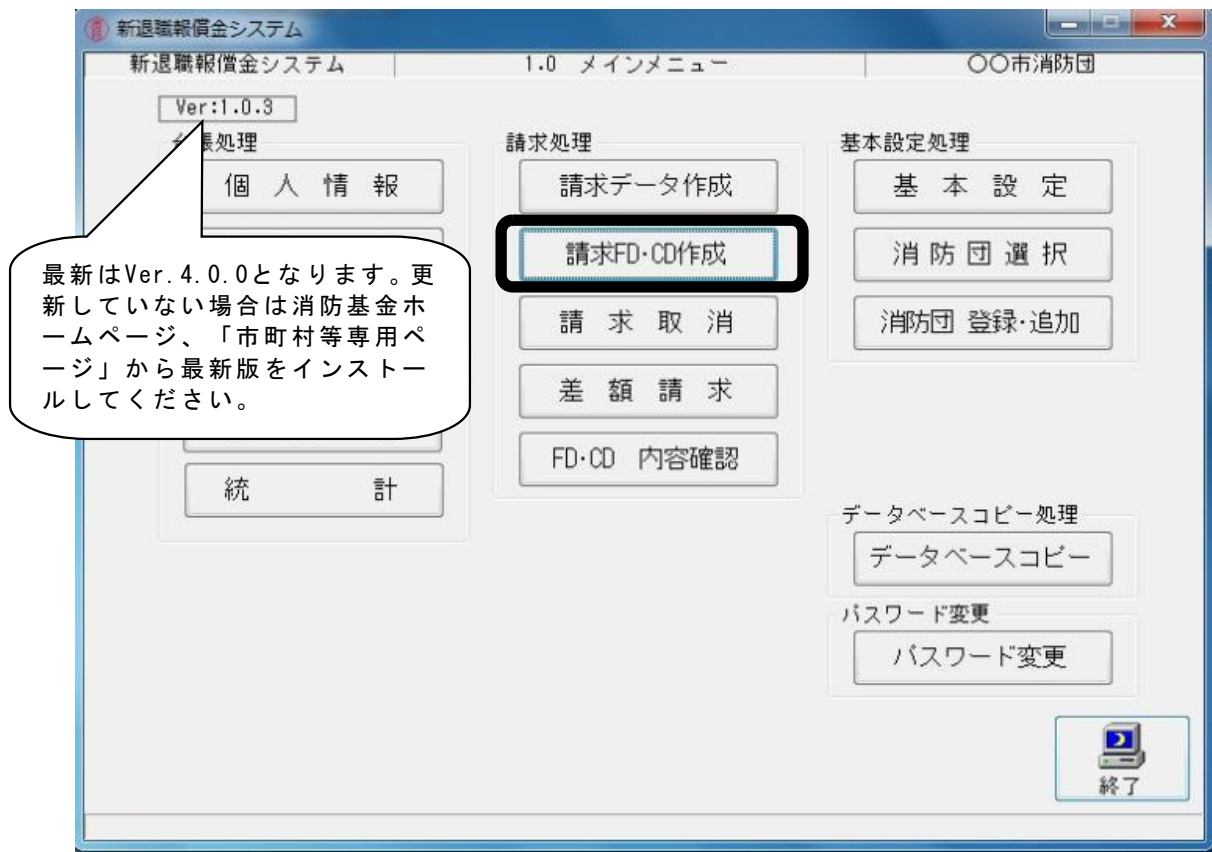 新退職報償金システム
新退職報償金システム
1.0 メインメニュー
〇〇市消防団
Ver:1.0.3
帳処理
個人情報
統計
最新はVer.4.0.0となります。更
新していない場合は消防基金ホ
ームページ、「市町村等専用ペ
ージ」から最新版をインストー
ルしてください。
請求処理
請求データ作成
請求FD・CD作成
請求取消
差額請求
FD・CD 内容確認
基本設定処理
基本設定
消防団選択
消防団 登録・追加
データベースコピー処理
データベースコピー
パスワード変更
パスワード変更
終了